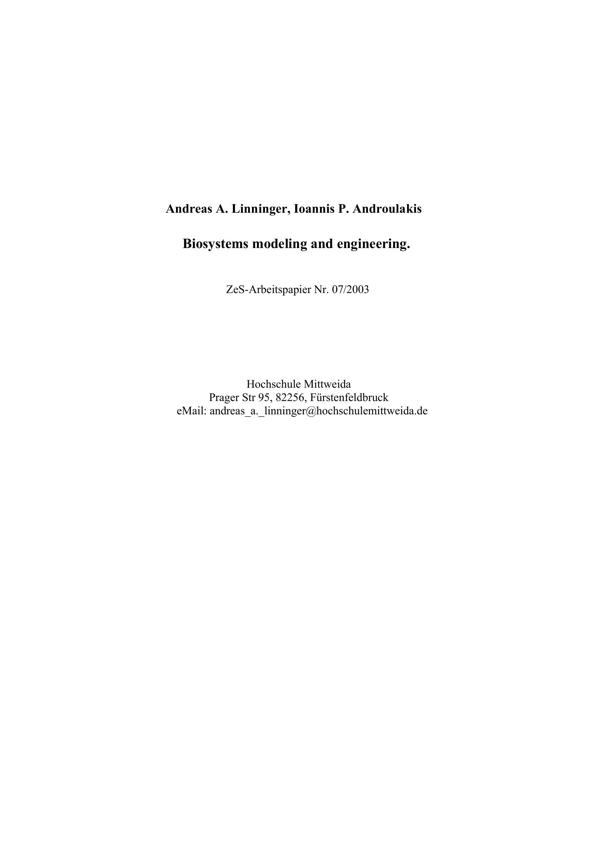 Andreas A. Linninger, Ioannis P. Androulakis
Biosystems modeling and engineering.
ZeS-Arbeitspapier Nr. 07/2003
Hochschule Mittweida
Prager Str 95, 82256, Fürstenfeldbruck
eMail: andreas_a._linninger@hochschulemittweida.de